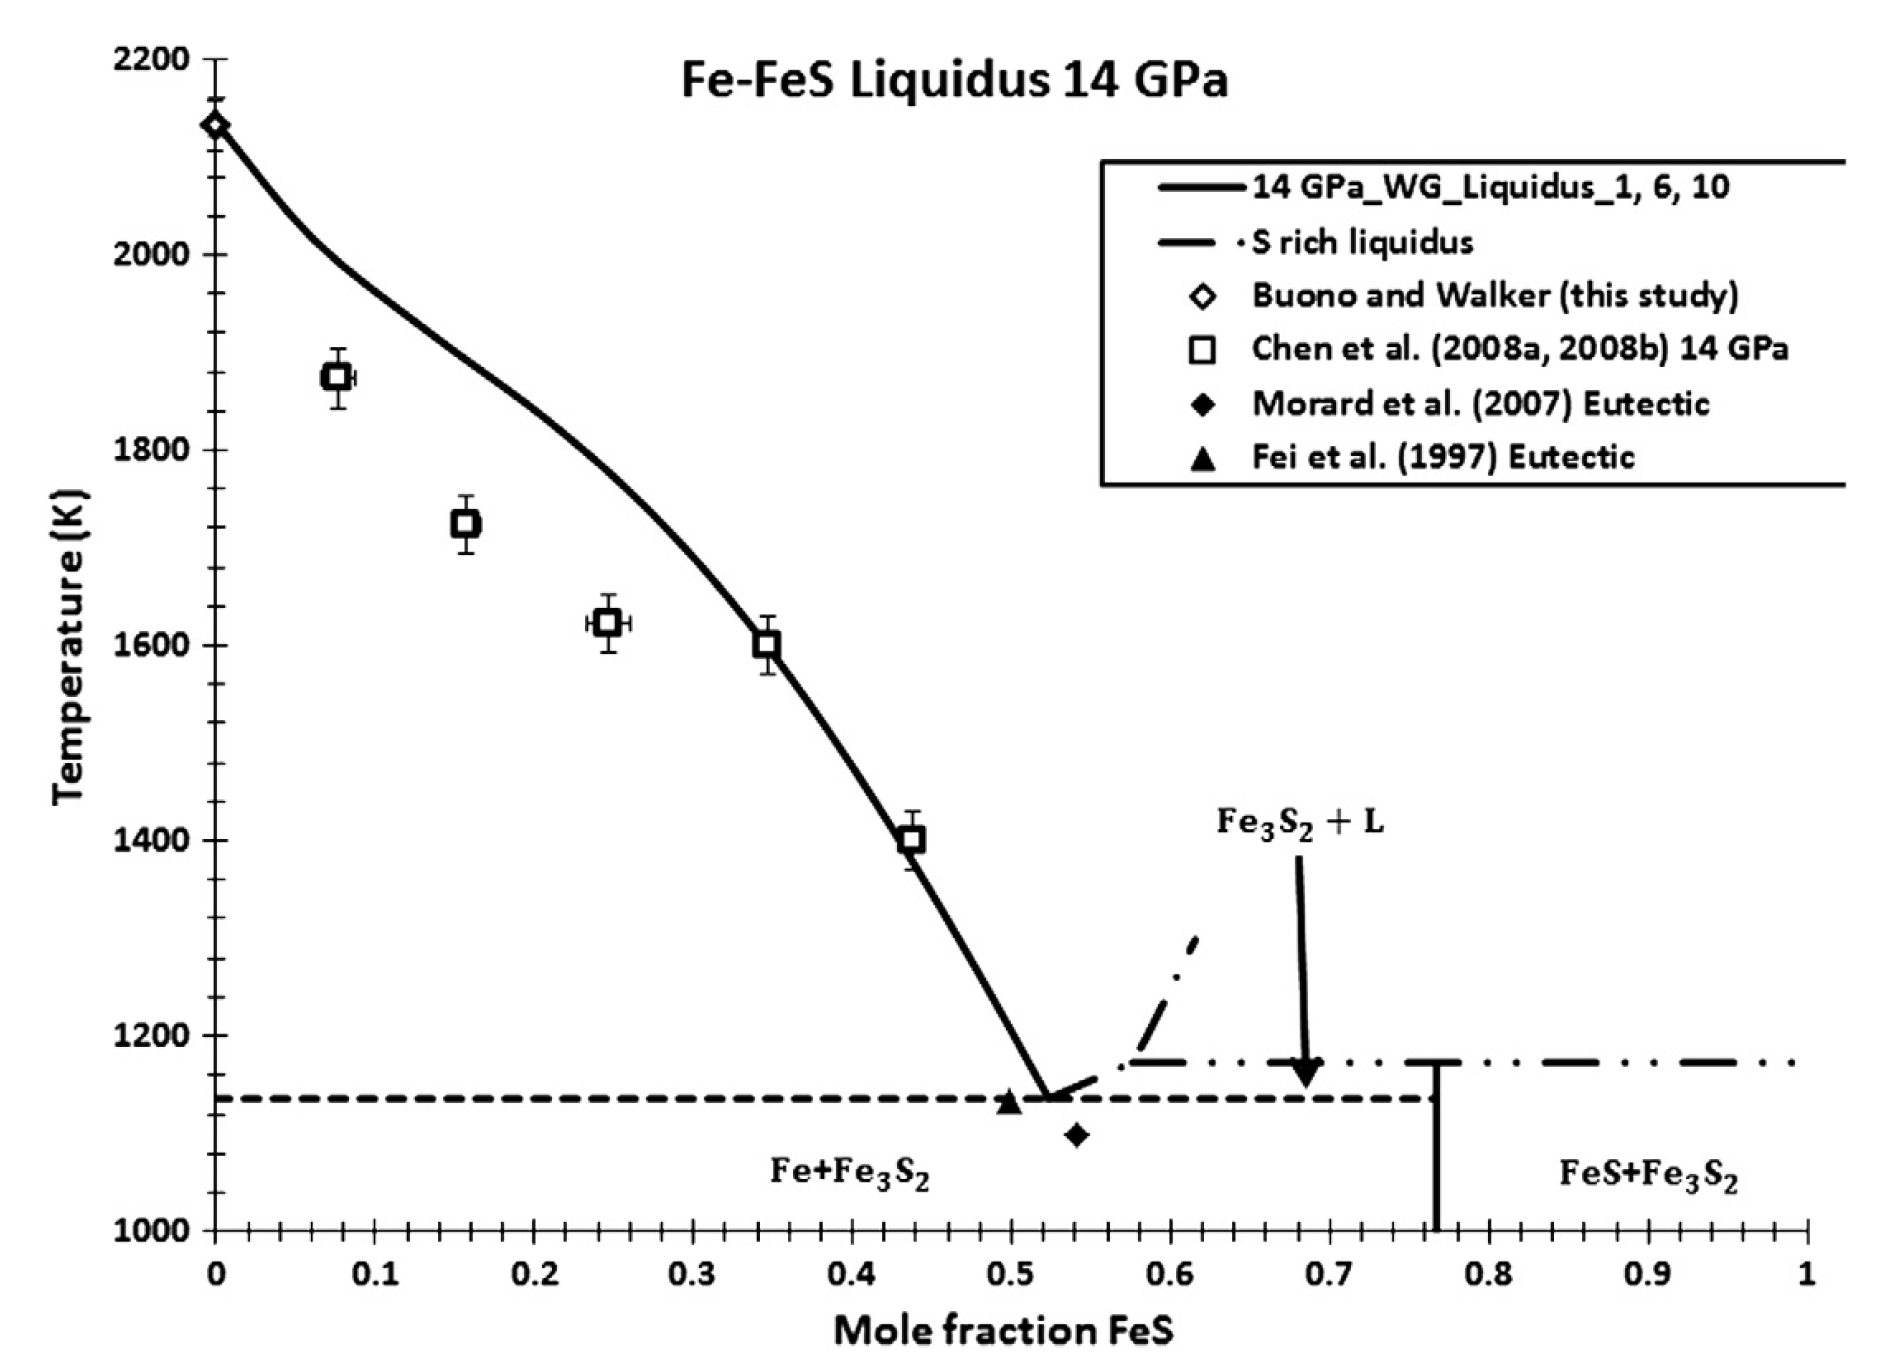 Fe-FeS Liquidus 14 GPa
14 GPa_WG_Liquidus_1, 6, 10
S rich liquidus
Buono and Walker (this study)
Chen et al. (2008a, 2008b) 14 GPa
Morard et al. (2007) Eutectic
Fei et al. (1997) Eutectic
Temperature (K)
2200
2000
1800
1600
1400
1200
1000
Fe₃S₂ + L
Fe+Fe₃S₂
FeS+Fe₃S₂
0 0.1 0.2 0.3 0.4 0.5 0.6 0.7 0.8 0.9 1
Mole fraction FeS